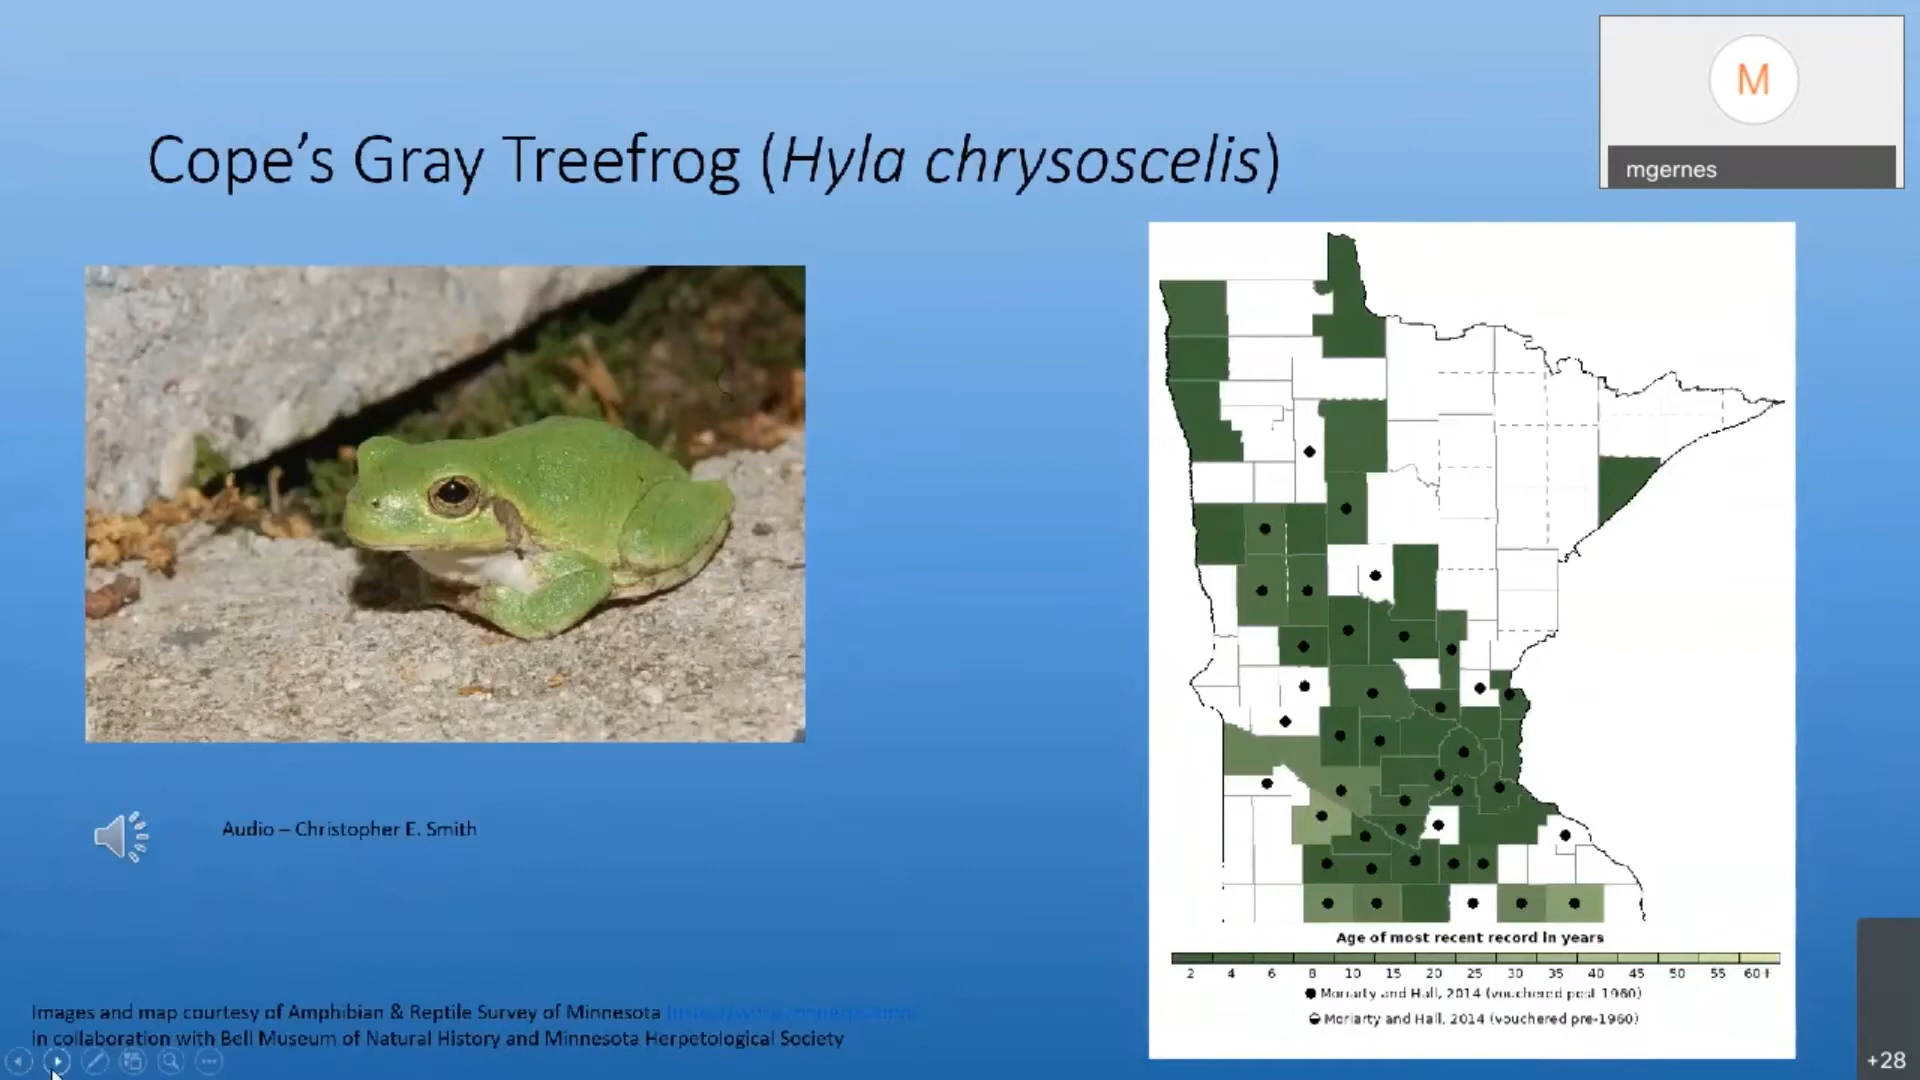 Cope's Gray Treefrog (Hyla chrysoscelis)
M
mgernes
Audio – Christopher E. Smith
Age of most recent record in years
2 4 6 8 10 15 20 25 30 35 40 45 50 55 60+
Moriarty and Hall, 2014 (vouchered post-1960)
Moriarty and Hall, 2014 (vouchered pre-1960)
Images and map courtesy of Amphibian & Reptile Survey of Minnesota
in collaboration with Bell Museum of Natural History and Minnesota Herpetological Society
+28